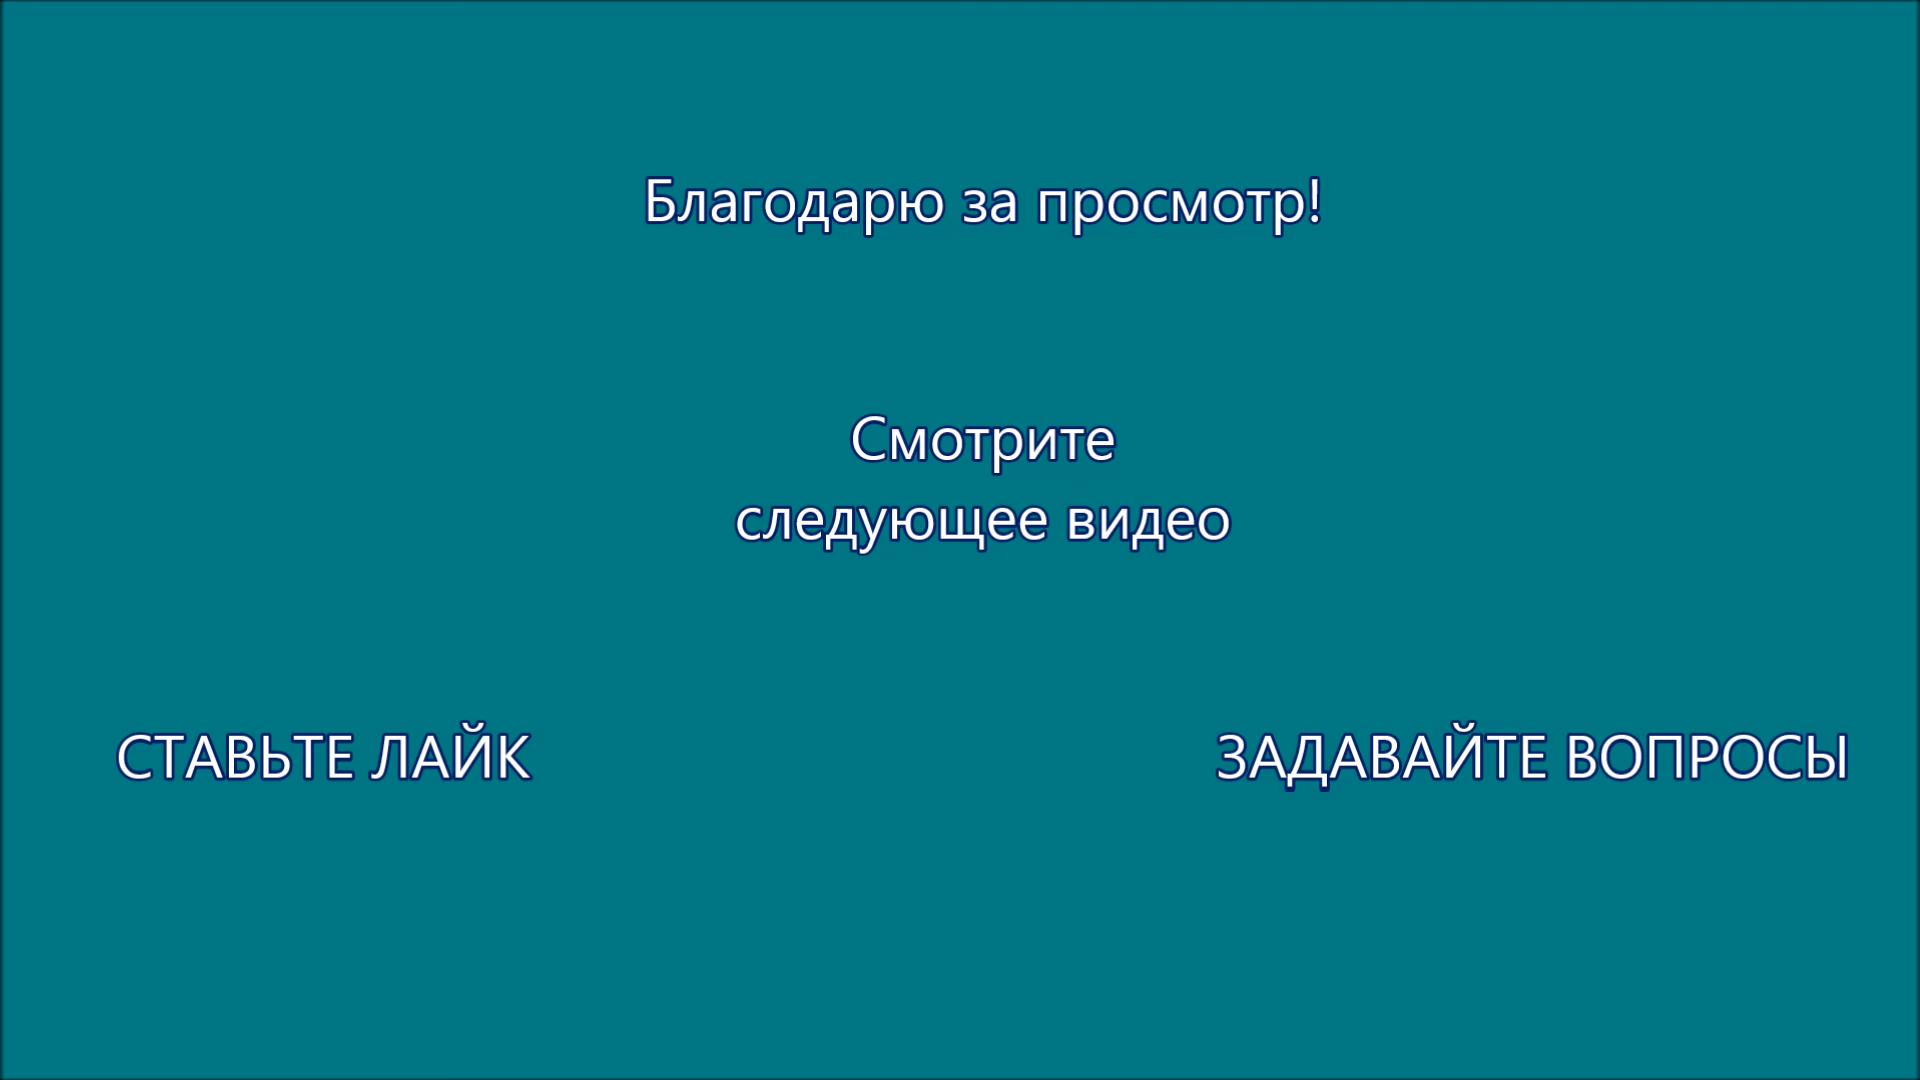 Благодарю за просмотр!
Смотрите
следующее видео
СТАВЬТЕ ЛАЙК
ЗАДАВАЙТЕ ВОПРОСЫ